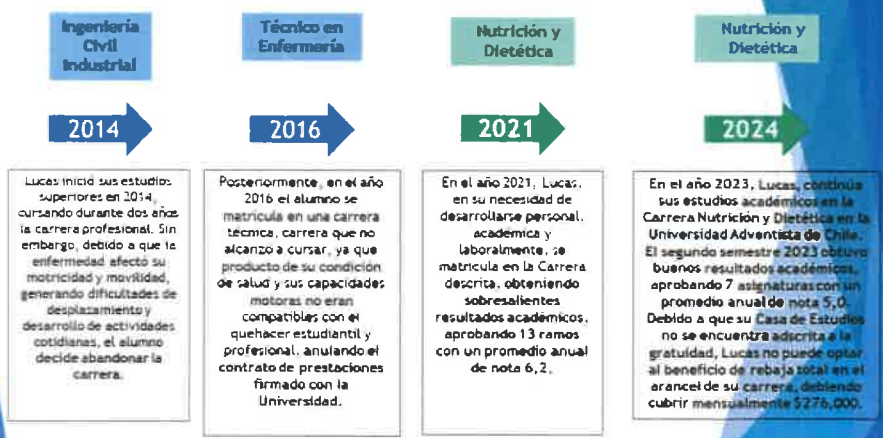 Ingeniería
Civil
Industrial
Técnico en
Enfermería
Nutrición y
Dietética
Nutrición y
Dietética
2014
2016
2021
2024
Lucas inició sus estudios
superiores en 2014,
cursando durante dos años
la carrera profesional. Sin
embargo, debido a que la
enfermedad afectó su
motricidad y movilidad,
generando dificultades de
desplazamiento y
desarrollo de actividades
cotidianas, el alumno
decide abandonar la
carrera.
Posteriormente, en el año
2016 el alumno se
matricula en una carrera
técnica, carrera que no
alcanzó a cursar, ya que
producto de su condición
de salud y sus capacidades
motoras no eran
compatibles con el
quehacer estudiantil y
profesional, anulando el
contrato de prestaciones
firmado con la
Universidad.
En el año 2021, Lucas,
en su necesidad de
desarrollarse personal,
académica y
laboralmente, se
matricula en la Carrera
descrita, obteniendo
sobresalientes
resultados académicos,
aprobando 13 ramos
con un promedio anual
de nota 6,2.
En el año 2023, Lucas, continúa
sus estudios académicos en la
Carrera Nutrición y Dietética en la
Universidad Adventista de Chile.
El segundo semestre 2023 obtuvo
buenos resultados académicos,
aprobando 7 asignaturas con un
promedio anual de nota 5,0.
Debido a que su Casa de Estudios
no se encuentra adscrita a la
gratuidad, Lucas no puede optar
al beneficio de rebaja total en el
arancel de su carrera, debiendo
cubrir mensualmente $276,000.